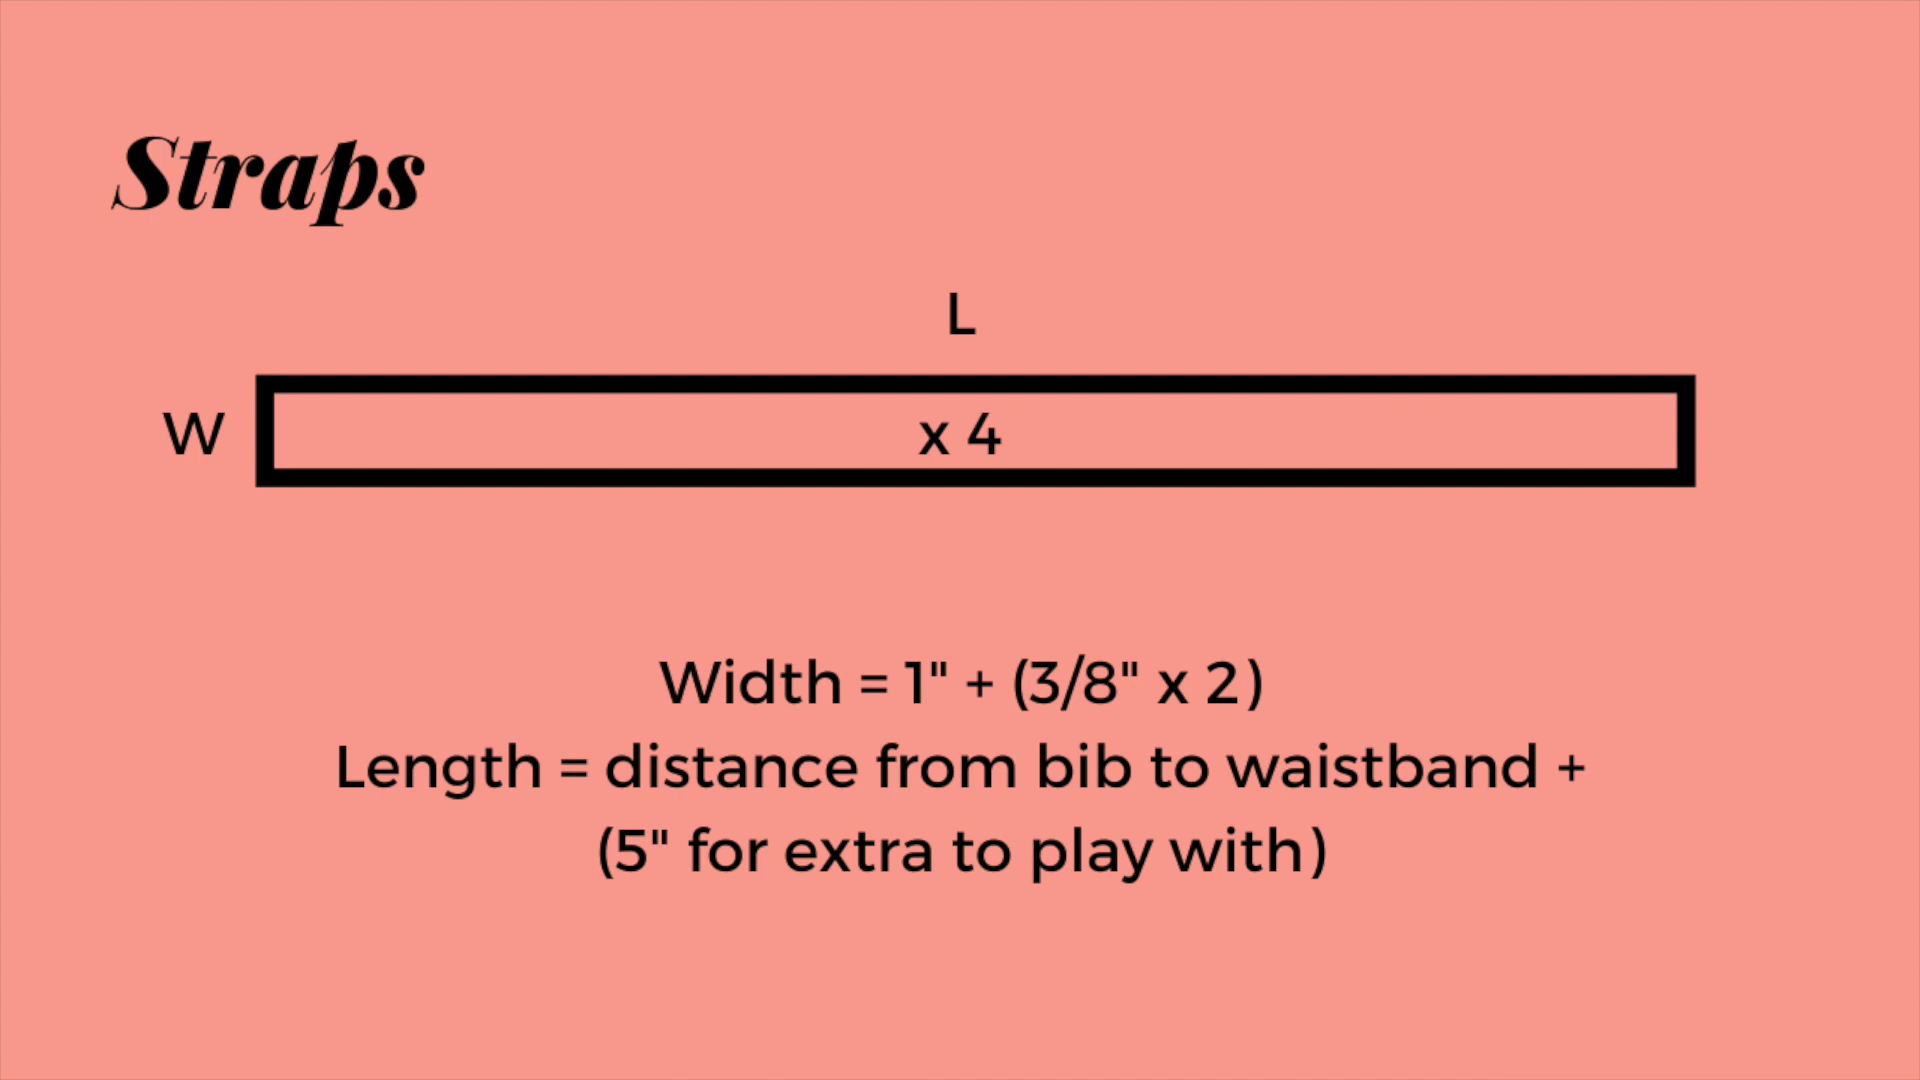 Straps
L
W
x 4
Width = 1" + (3/8" x 2)
Length = distance from bib to waistband +
(5" for extra to play with)